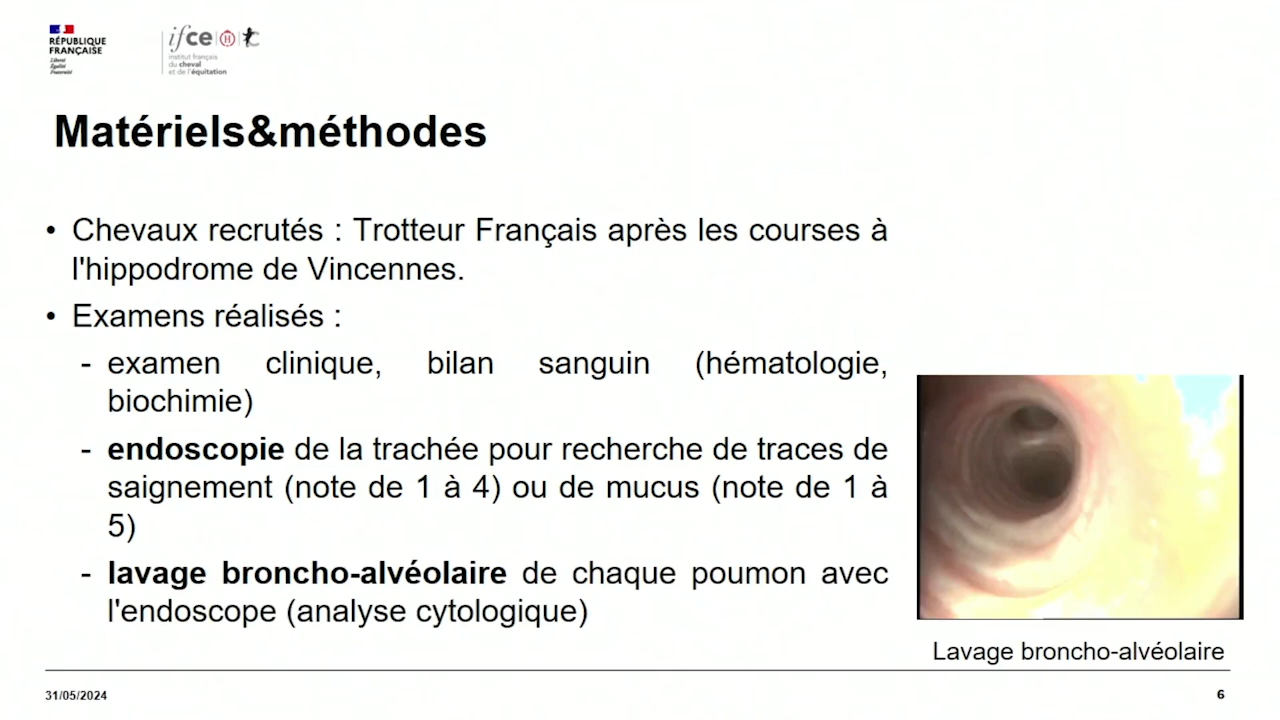 RÉPUBLIQUE
FRANÇAISE
Liberté
Égalité
Fraternité
ifce
institut français
du cheval
et de l'équitation
Matériels&méthodes
• Chevaux recrutés : Trotteur Français après les courses à
l'hippodrome de Vincennes.
• Examens réalisés :
- examen clinique, bilan sanguin (hématologie,
biochimie)
- endoscopie de la trachée pour recherche de traces de
saignement (note de 1 à 4) ou de mucus (note de 1 à
5)
- lavage broncho-alvéolaire de chaque poumon avec
l'endoscope (analyse cytologique)
Lavage broncho-alvéolaire
31/05/2024
6